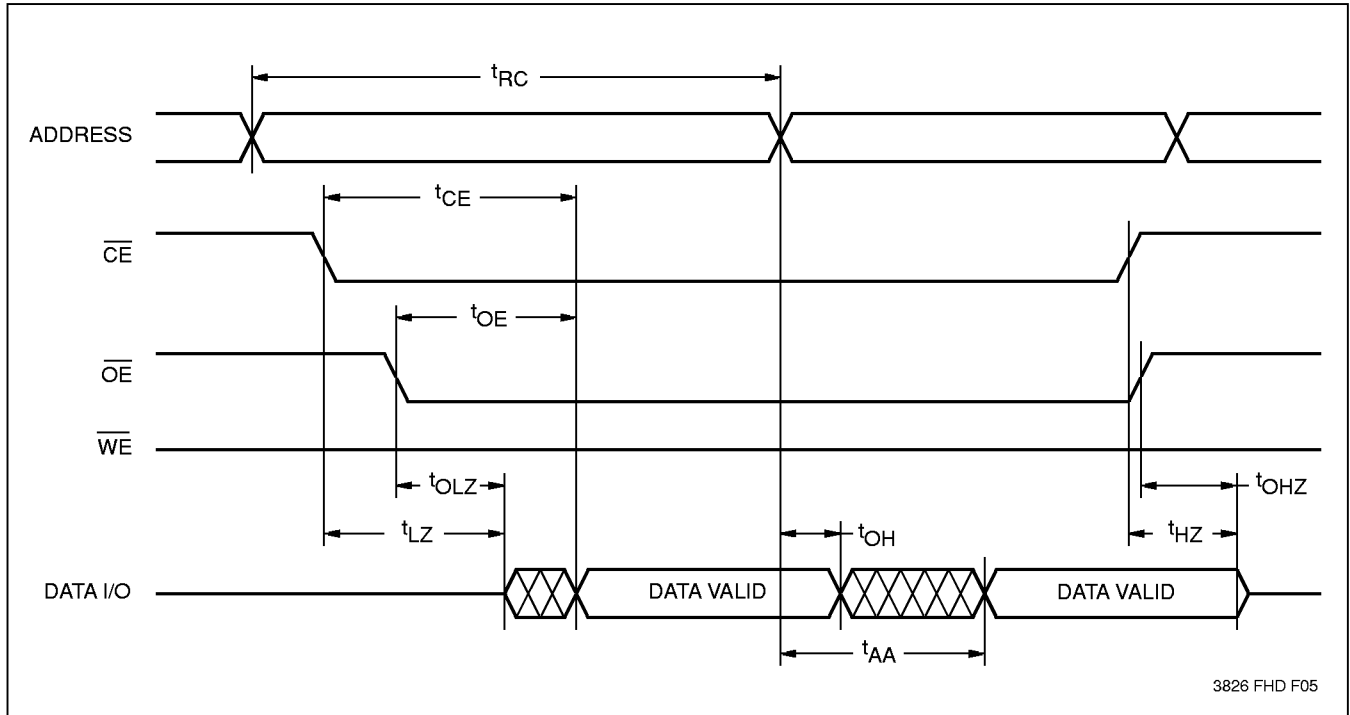 tRC
ADDRESS
tCE
CE
tOE
OE
WE
tOLZ
tOHZ
tLZ
tOH
tHZ
DATA I/O
DATA VALID
DATA VALID
tAA
3826 FHD F05